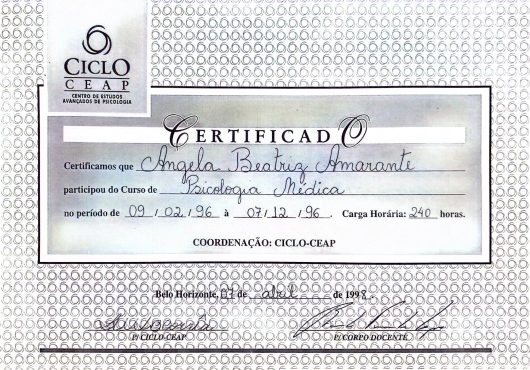 CICLO
CEAP
CENTRO DE ESTUDOS
AVANÇADOS DE PSICOLOGIA
CERTIFICADO
Certificamos que Angela Beatriz Amarante
participou do Curso de Psicologia Médica
no período de 09 / 02 / 96 à 07 / 12 / 96 . Carga Horária: 240 horas.
COORDENAÇÃO: CICLO-CEAP
Belo Horizonte, 07 de abril de 1998.
P/ CICLO-CEAP
P/ CORPO DOCENTE